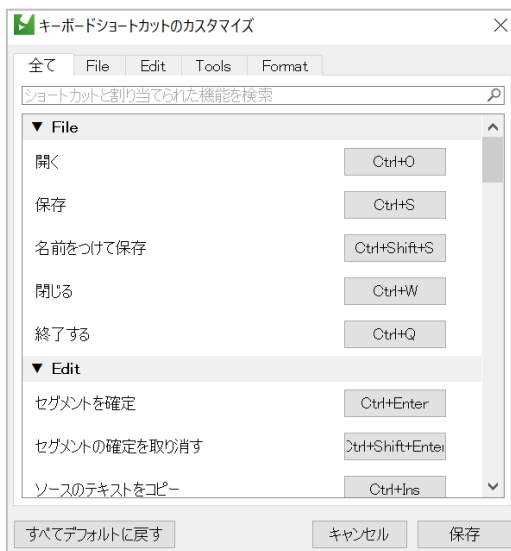 キーボードショートカットのカスタマイズ
全て File Edit Tools Format
ショートカットと割り当てられた機能を検索
▼ File
開く Ctrl+O
保存 Ctrl+S
名前をつけて保存 Ctrl+Shift+S
閉じる Ctrl+W
終了する Ctrl+Q
▼ Edit
セグメントを確定 Ctrl+Enter
セグメントの確定を取り消す Ctrl+Shift+Enter
ソースのテキストをコピー Ctrl+Ins
すべてデフォルトに戻す キャンセル 保存